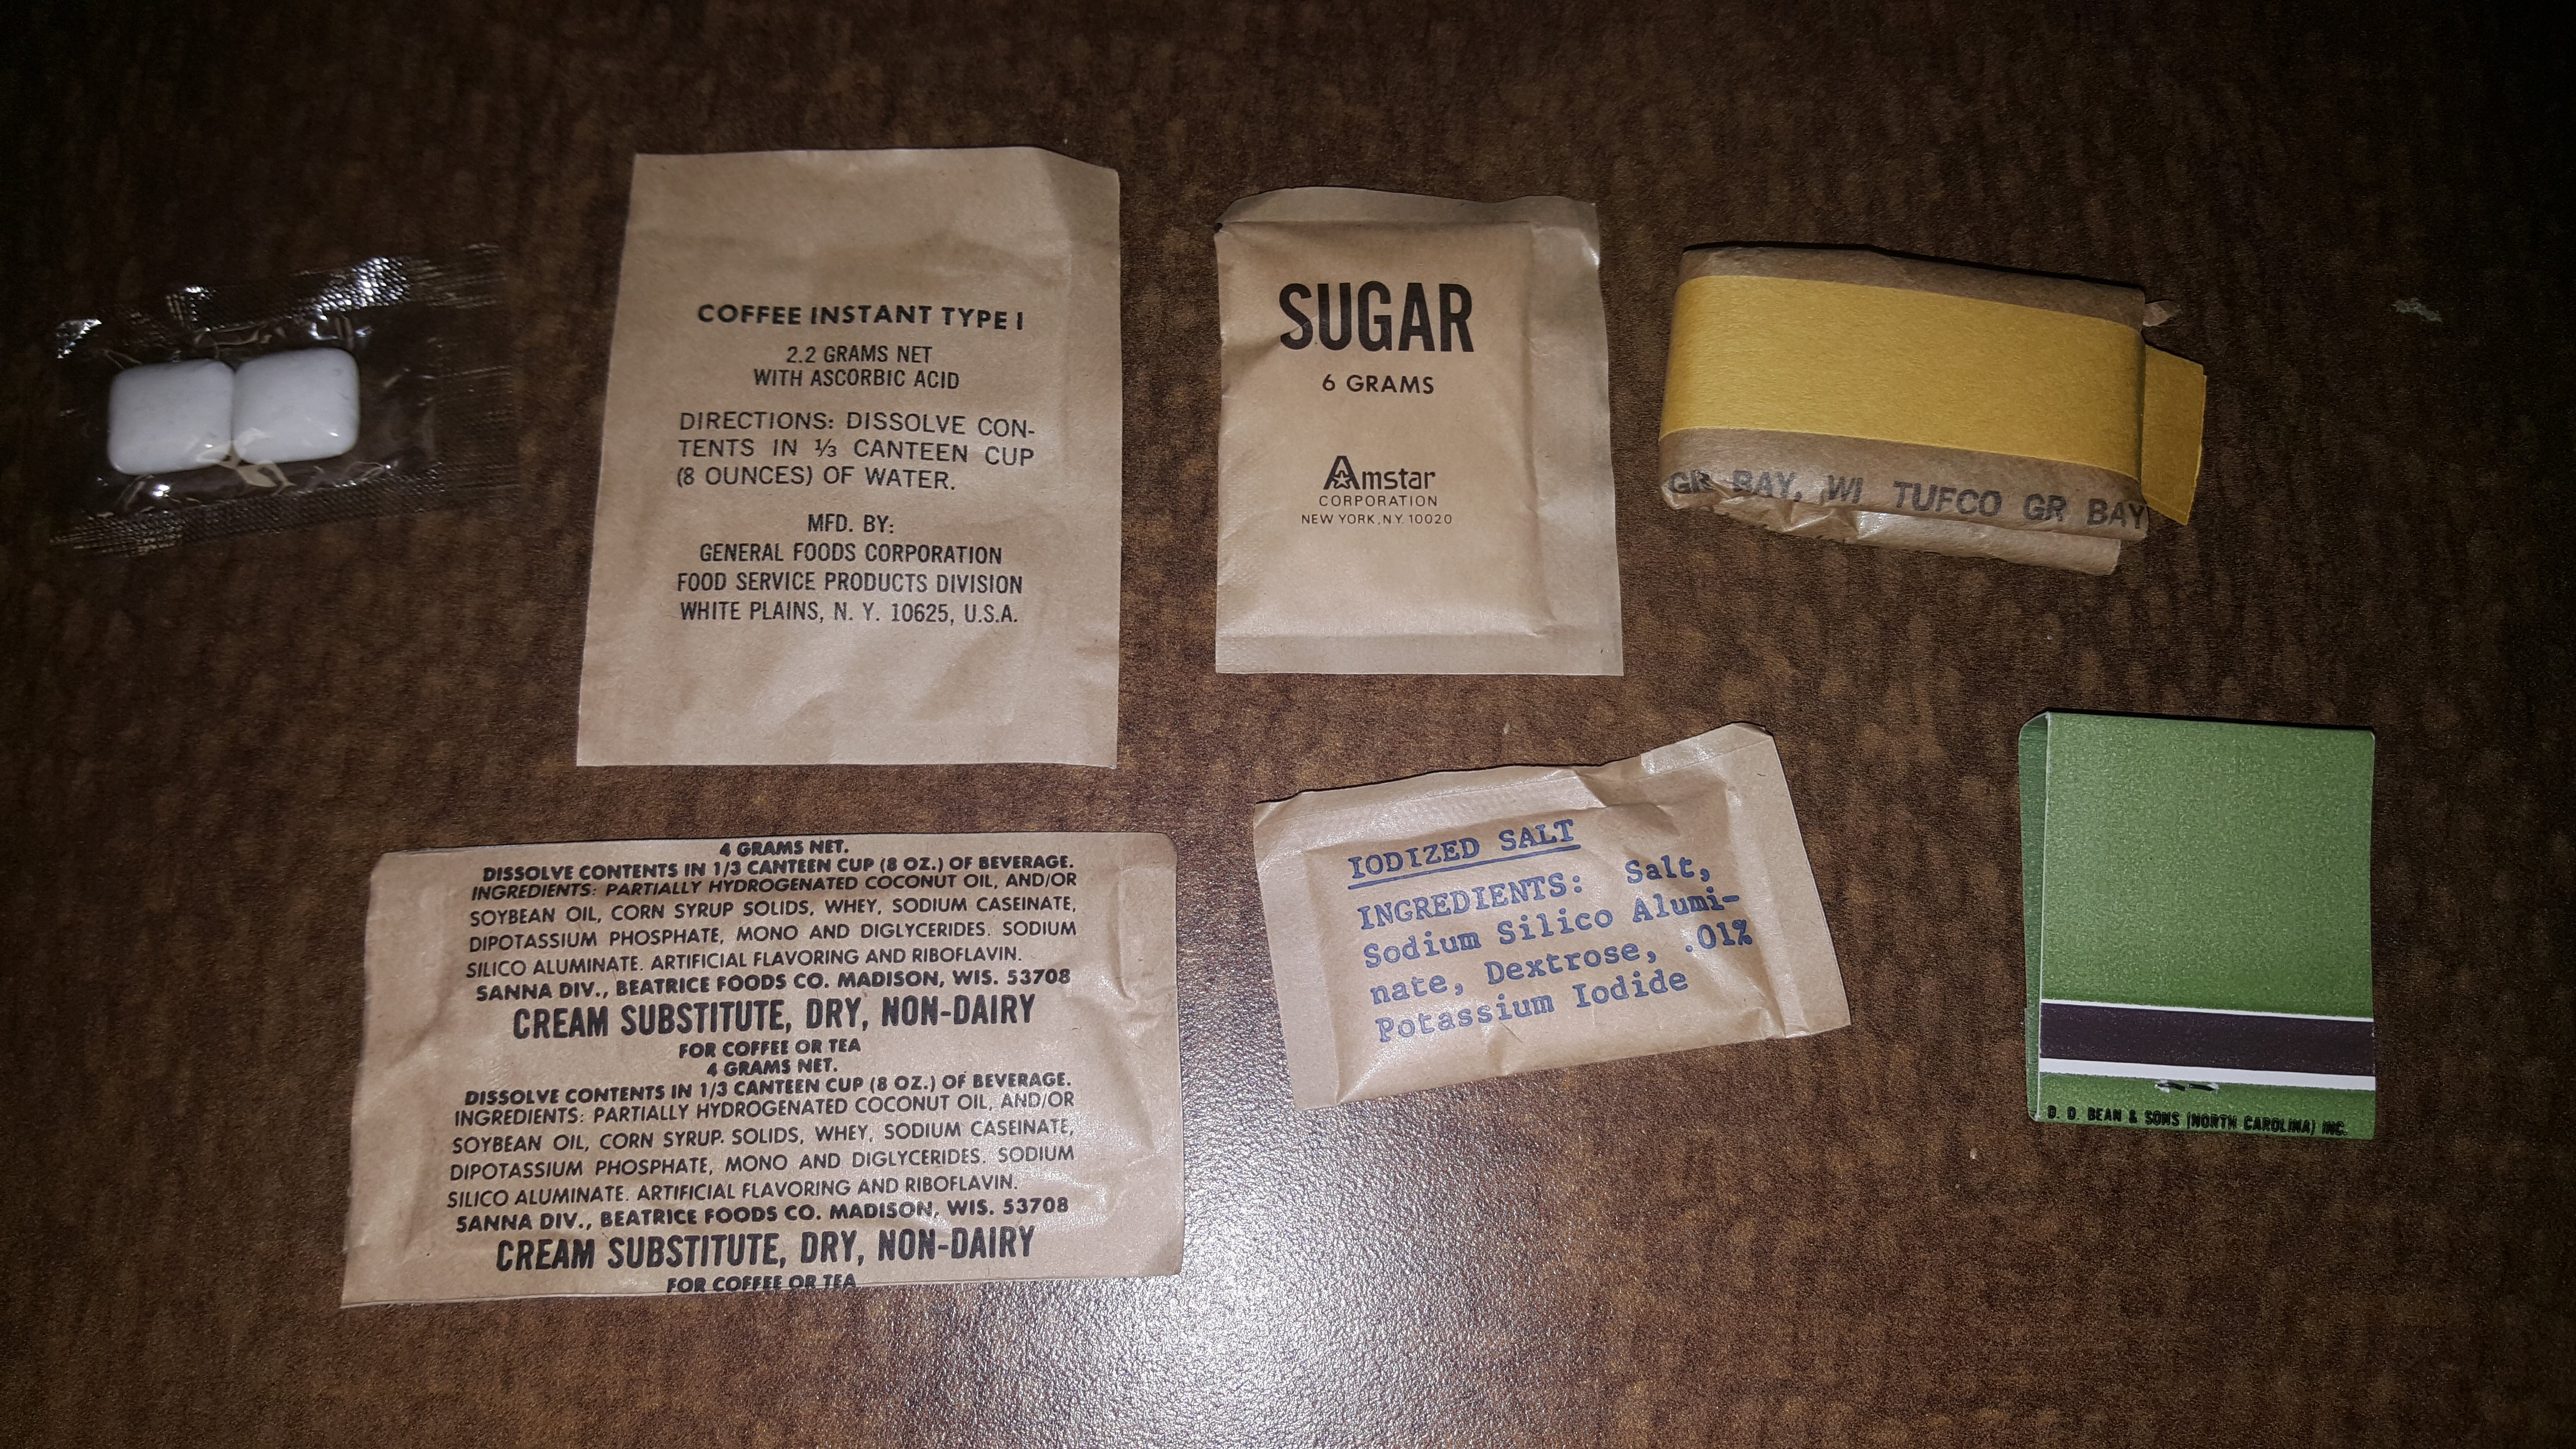 COFFEE INSTANT TYPE I
2.2 GRAMS NET
WITH ASCORBIC ACID
DIRECTIONS: DISSOLVE CON-
TENTS IN 1/3 CANTEEN CUP
(8 OUNCES) OF WATER.
MFD. BY:
GENERAL FOODS CORPORATION
FOOD SERVICE PRODUCTS DIVISION
WHITE PLAINS, N. Y. 10625, U.S.A.
SUGAR
6 GRAMS
Amstar
CORPORATION
NEW YORK, N.Y. 10020
GR BAY, WI TUFCO GR BAY
4 GRAMS NET.
DISSOLVE CONTENTS IN 1/3 CANTEEN CUP (8 OZ.) OF BEVERAGE.
INGREDIENTS: PARTIALLY HYDROGENATED COCONUT OIL, AND/OR
SOYBEAN OIL, CORN SYRUP SOLIDS, WHEY, SODIUM CASEINATE,
DIPOTASSIUM PHOSPHATE, MONO AND DIGLYCERIDES. SODIUM
SILICO ALUMINATE. ARTIFICIAL FLAVORING AND RIBOFLAVIN.
SANNA DIV., BEATRICE FOODS CO. MADISON, WIS. 53708
CREAM SUBSTITUTE, DRY, NON-DAIRY
FOR COFFEE OR TEA
4 GRAMS NET.
DISSOLVE CONTENTS IN 1/3 CANTEEN CUP (8 OZ.) OF BEVERAGE.
INGREDIENTS: PARTIALLY HYDROGENATED COCONUT OIL, AND/OR
SOYBEAN OIL, CORN SYRUP. SOLIDS, WHEY, SODIUM CASEINATE,
DIPOTASSIUM PHOSPHATE, MONO AND DIGLYCERIDES. SODIUM
SILICO ALUMINATE. ARTIFICIAL FLAVORING AND RIBOFLAVIN.
SANNA DIV., BEATRICE FOODS CO. MADISON, WIS. 53708
CREAM SUBSTITUTE, DRY, NON-DAIRY
FOR COFFEE OR TEA
IODIZED SALT
INGREDIENTS: Salt,
Sodium Silico Alumi-
nate, Dextrose, .01%
Potassium Iodide
D. D. BEAN & SONS (NORTH CAROLINA) INC.